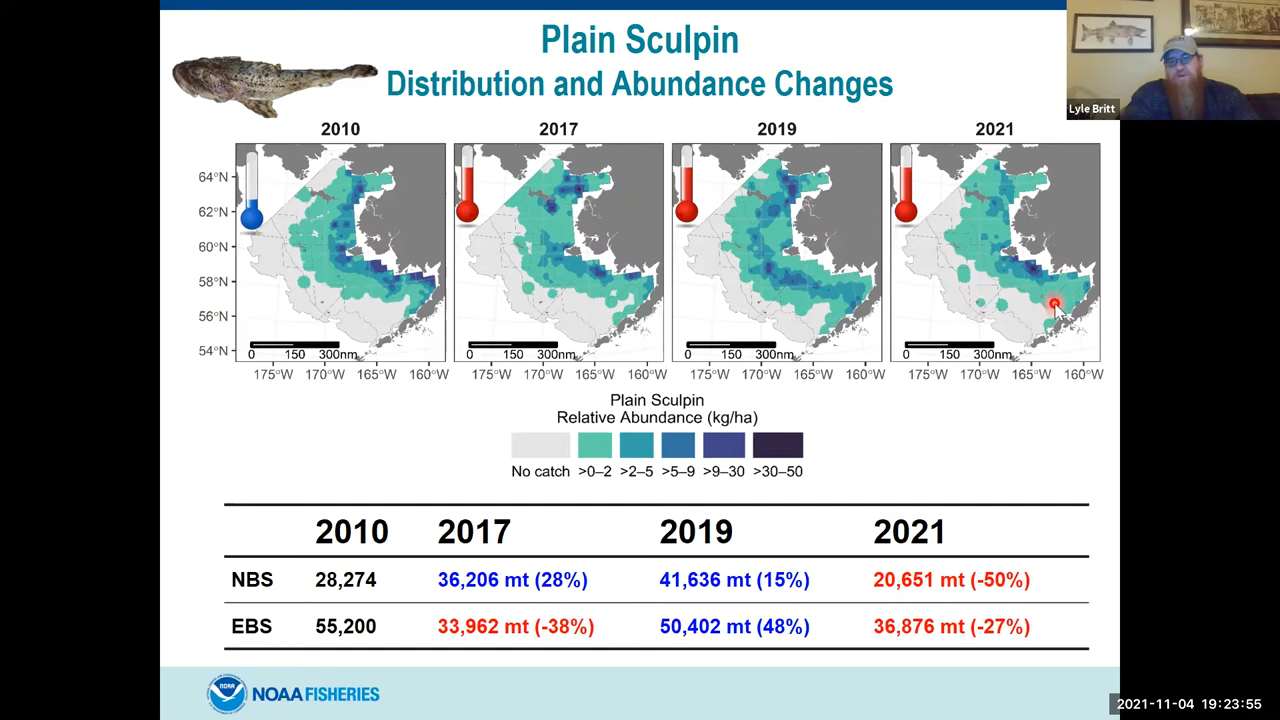 Plain Sculpin
Distribution and Abundance Changes
Lyle Britt
2010 2017 2019 2021
64°N
62°N
60°N
58°N
56°N
54°N
0 150 300nm 0 150 300nm 0 150 300nm 0 150 300nm
175°W 170°W 165°W 160°W 175°W 170°W 165°W 160°W 175°W 170°W 165°W 160°W 175°W 170°W 165°W 160°W
Plain Sculpin
Relative Abundance (kg/ha)
No catch >0–2 >2–5 >5–9 >9–30 >30–50
2010 2017 2019 2021
NBS 28,274 36,206 mt (28%) 41,636 mt (15%) 20,651 mt (-50%)
EBS 55,200 33,962 mt (-38%) 50,402 mt (48%) 36,876 mt (-27%)
NOAA
NOAA FISHERIES
2021-11-04 19:23:55